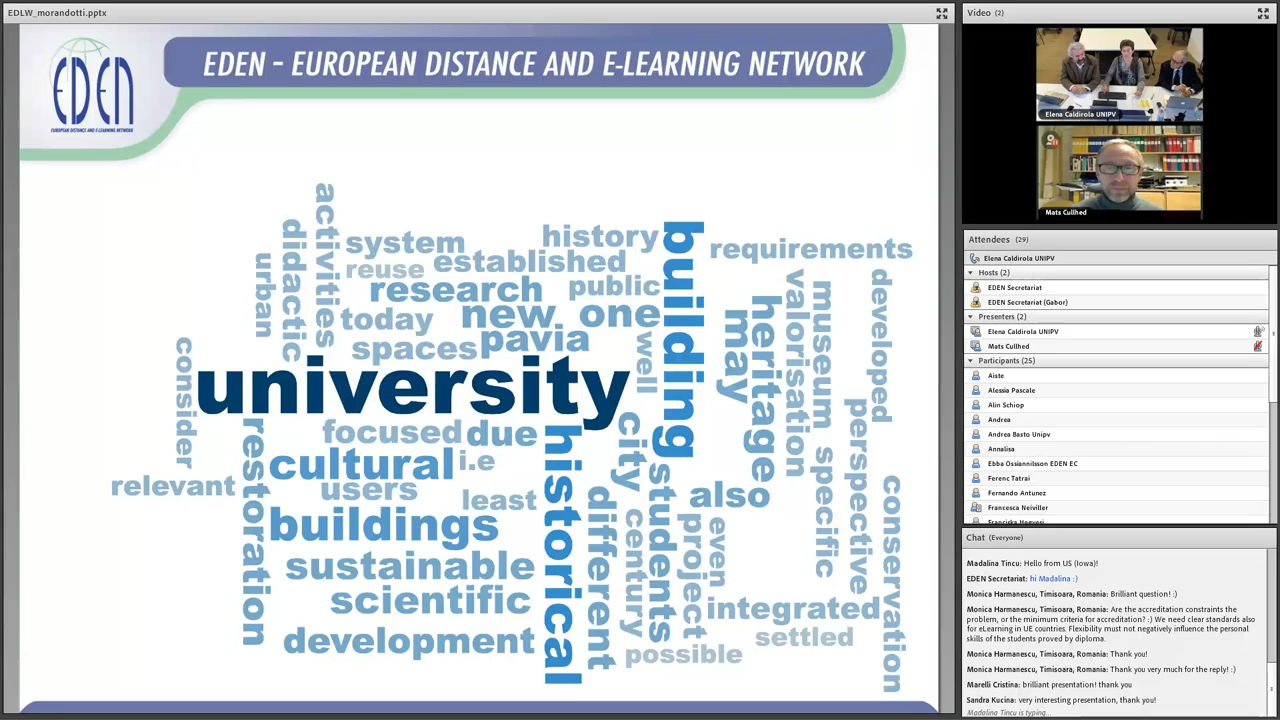 EDLW_morandotti.pptx
EDEN
EUROPEAN DISTANCE AND E-LEARNING NETWORK
EDEN – EUROPEAN DISTANCE AND E-LEARNING NETWORK
activities
didactic
urban
system
reuse
established
history
research
public
today
new
one
spaces
pavia
building
requirements
well
may
heritage
valorisation
museum
developed
consider
university
restoration
focused
due
cultural
i.e
users
least
relevant
buildings
sustainable
scientific
development
historical
different
city
century
students
also
project
even
specific
perspective
conservation
integrated
settled
possible
Video (2)
Elena Caldirola UNIPV
Mats Cullhed
Attendees (29)
Elena Caldirola UNIPV
Hosts (2)
EDEN Secretariat
EDEN Secretariat (Gabor)
Presenters (2)
Elena Caldirola UNIPV
Mats Cullhed
Participants (25)
Aiste
Alessia Pascale
Alin Schiop
Andrea
Andrea Basto Unipv
Annalisa
Ebba Ossiannilsson EDEN EC
Ferenc Tatrai
Fernando Antunez
Francesca Neiviller
Franciska Hegyesi
Chat (Everyone)
Madalina Tincu: Hello from US (Iowa)!
EDEN Secretariat: hi Madalina :)
Monica Harmanescu, Timisoara, Romania: Brilliant question! :)
Monica Harmanescu, Timisoara, Romania: Are the accreditation constraints the
problem, or the minimum criteria for accreditation? :) We need clear standards also
for eLearning in UE countries. Flexibility must not negatively influence the personal
skills of the students proved by diploma.
Monica Harmanescu, Timisoara, Romania: Thank you!
Monica Harmanescu, Timisoara, Romania: Thank you very much for the reply! :)
Marelli Cristina: brilliant presentation! thank you
Sandra Kucina: very interesting presentation, thank you!
Madalina Tincu is typing...